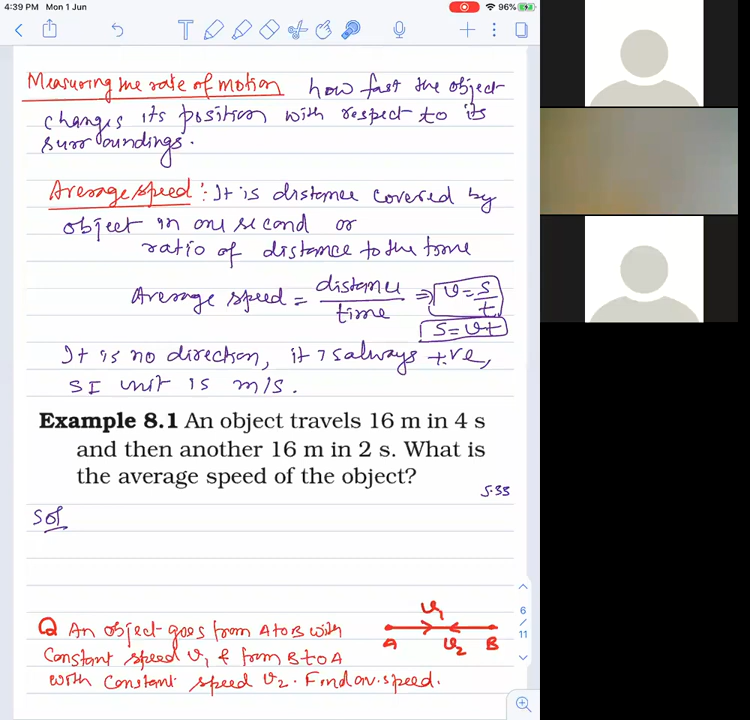 4:39 PM Mon 1 Jun
96%
Measuring the rate of motion how fast the object
changes its position with respect to its
surroundings.
Average speed : It is distance covered by
object in one second or
ratio of distance to the time
Average speed = distance / time ⇒ v = s/t
s = vt
It is no direction, it is always +ve,
SI unit is m/s.
Example 8.1 An object travels 16 m in 4 s
and then another 16 m in 2 s. What is
the average speed of the object?
5.33
Sol
6
11
v₁
A B
v₂
Q An object goes from A to B with
Constant speed v₁ & from B to A
with constant speed v₂. Find av. speed.